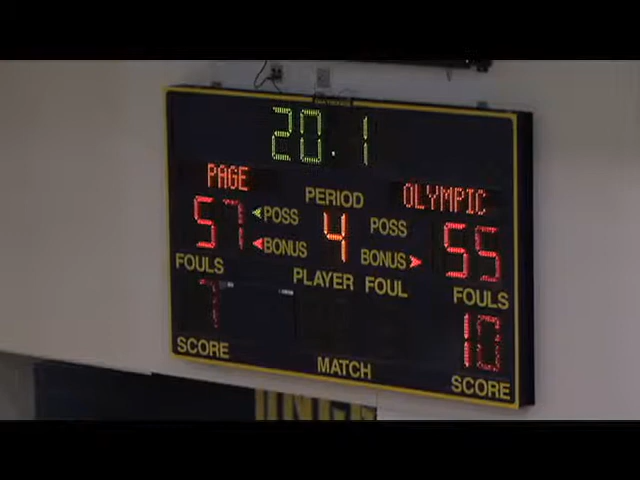 20.1
PAGE PERIOD OLYMPIC
57 POSS 4 POSS 55
BONUS BONUS
FOULS PLAYER FOUL FOULS
7 10
SCORE MATCH SCORE